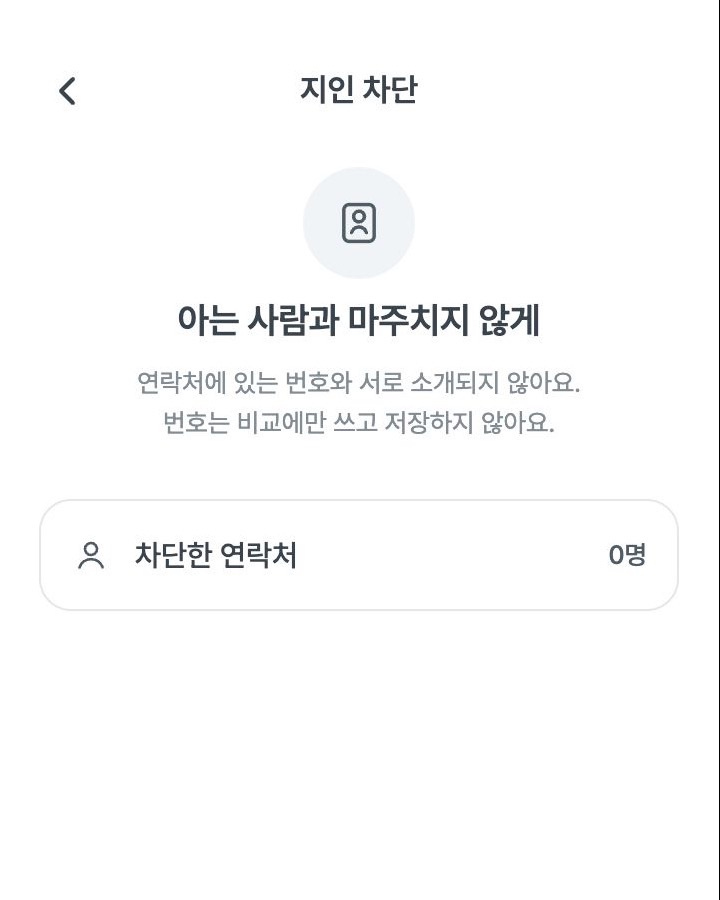 지인 차단
아는 사람과 마주치지 않게
연락처에 있는 번호와 서로 소개되지 않아요.
번호는 비교에만 쓰고 저장하지 않아요.
차단한 연락처 0명